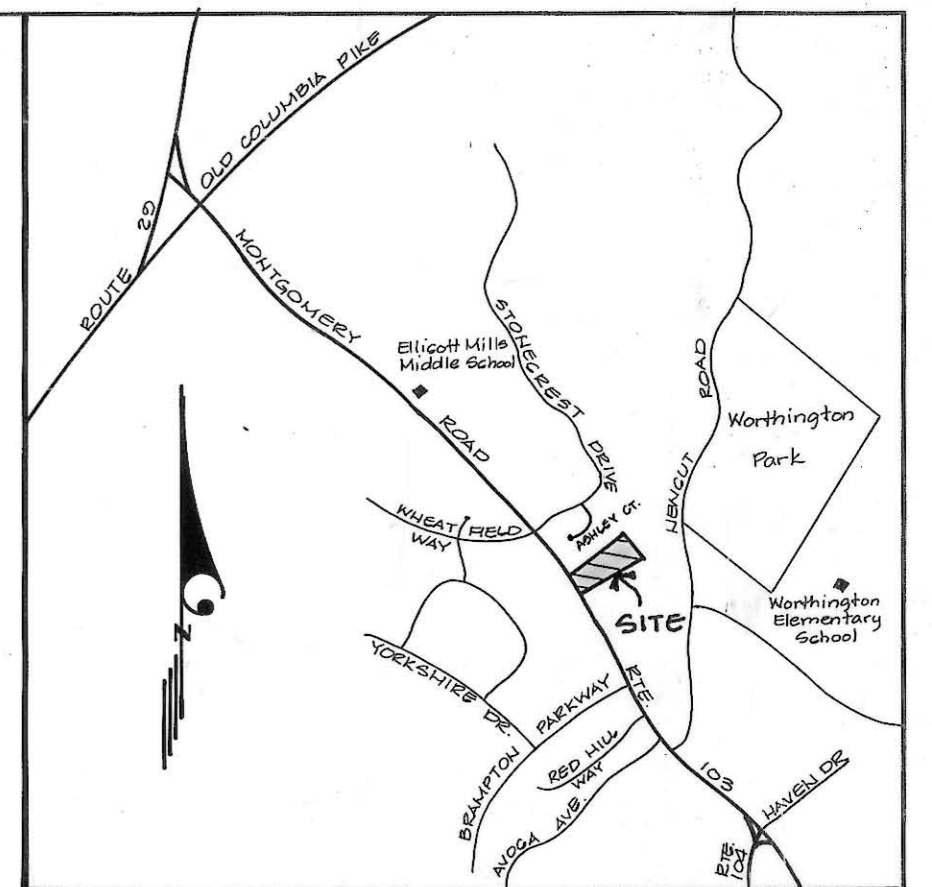 OLD COLUMBIA PIKE
ROUTE 29
MONTGOMERY
ROAD
Ellicott Mills
Middle School
STONECREST
DRIVE
ROAD
NEWCUT
Worthington
Park
WHEAT FIELD
WAY
ASHLEY CT.
SITE
Worthington
Elementary
School
N
YORKSHIRE DR.
BRAMPTON PARKWAY
RTE.
103
RED HILL
WAY
AVOCA AVE.
HAVEN DR
RTE
104